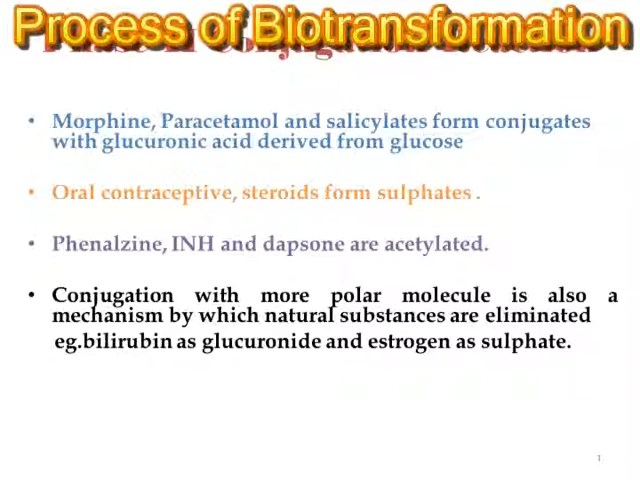 Process of Biotransformation
• Morphine, Paracetamol and salicylates form conjugates
with glucuronic acid derived from glucose
• Oral contraceptive, steroids form sulphates .
• Phenalzine, INH and dapsone are acetylated.
• Conjugation with more polar molecule is also a
mechanism by which natural substances are eliminated
eg.bilirubin as glucuronide and estrogen as sulphate.
1